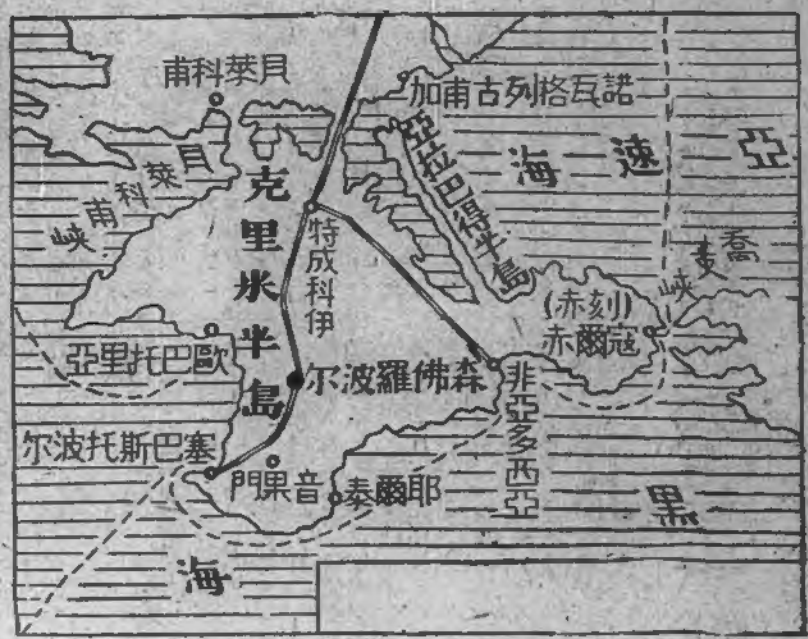 貝萊科甫
諾瓦格列古甫加
亞速海
亞拉巴得半島
貝萊科甫峽
克里米半島
特成科伊
峽
(刻赤)
寇爾赤
歐巴托里亞
森佛羅波尔
非亞多西亞
塞巴斯托波尔
音果門
耶爾泰
黑海